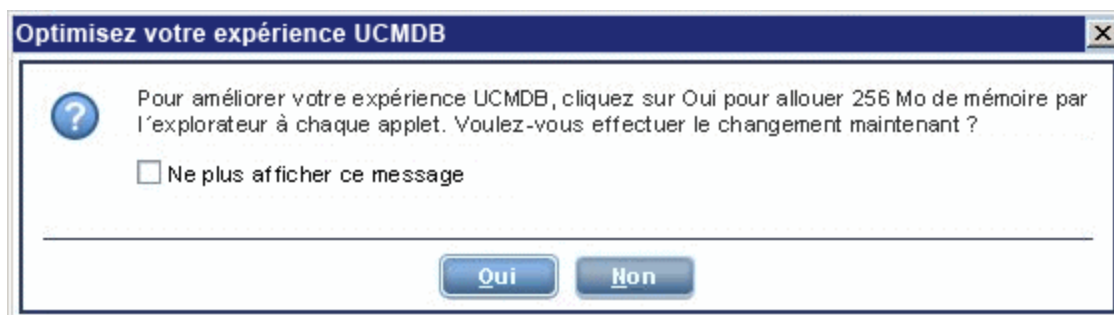 Optimisez votre expérience UCMDB
Pour améliorer votre expérience UCMDB, cliquez sur Oui pour allouer 256 Mo de mémoire par
l´explorateur à chaque applet. Voulez-vous effectuer le changement maintenant ?
Ne plus afficher ce message
Oui
Non